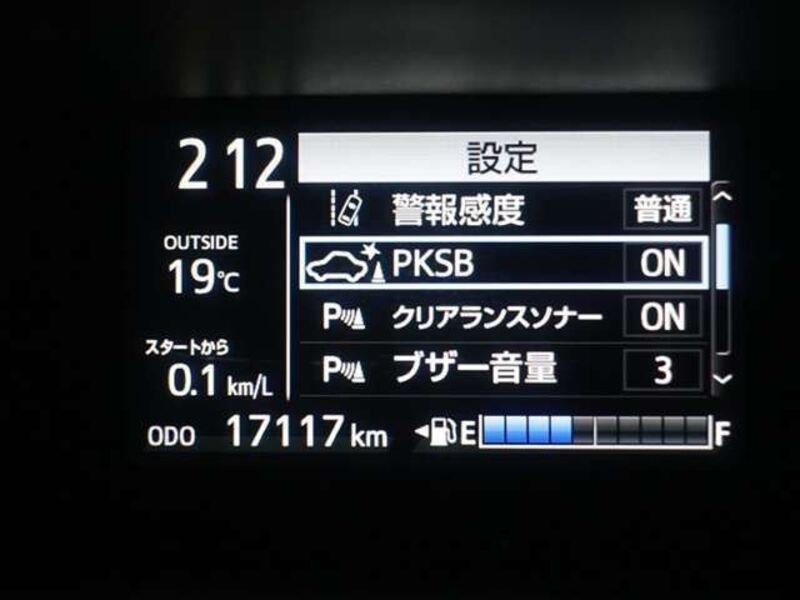 2 12
設定
警報感度 普通
OUTSIDE
19℃
PKSB ON
クリアランスソナー ON
スタートから
0.1 km/L
ブザー音量 3
ODO 17117 km
E F